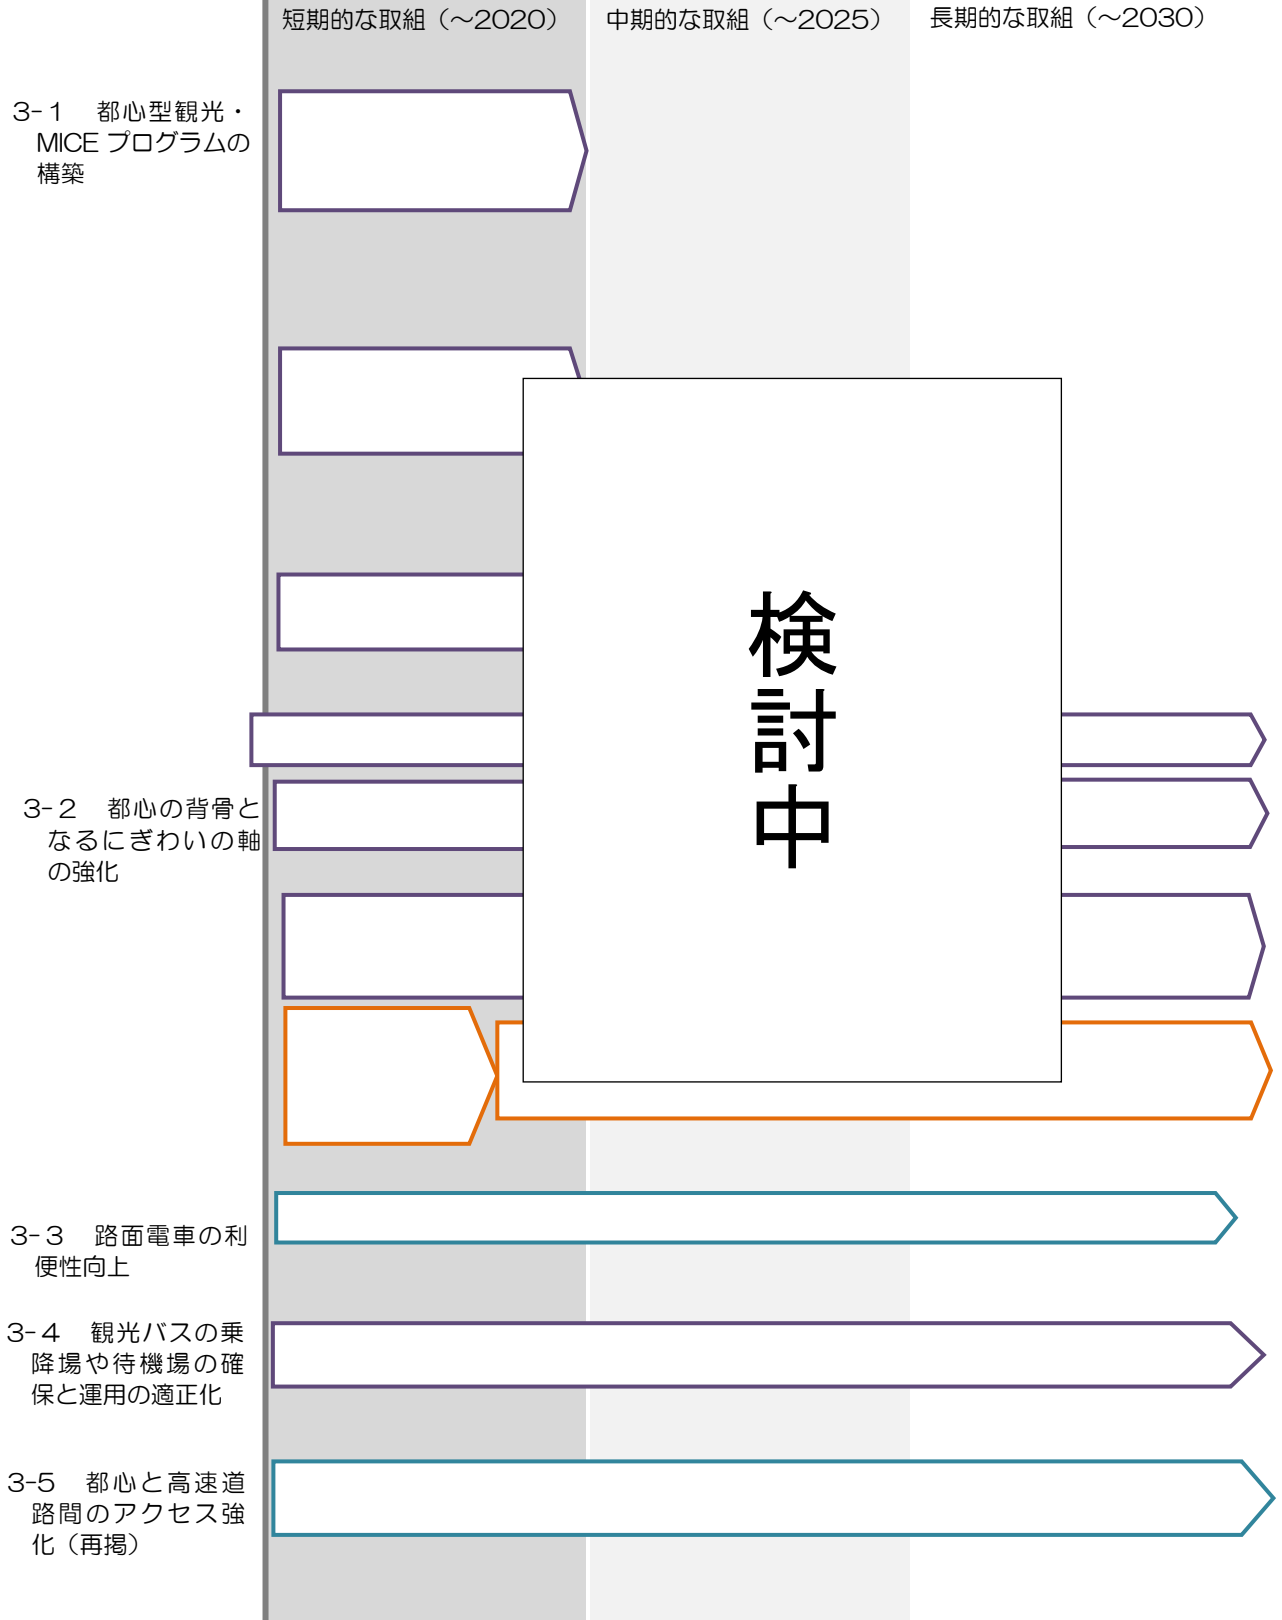 短期的な取組（～2020）
中期的な取組（～2025）
長期的な取組（～2030）
3-１　都心型観光・
MICE プログラムの
構築
検討中
3-２　都心の背骨と
なるにぎわいの軸
の強化
3-３　路面電車の利
便性向上
3-４　観光バスの乗
降場や待機場の確
保と運用の適正化
3-5　都心と高速道
路間のアクセス強
化（再掲）